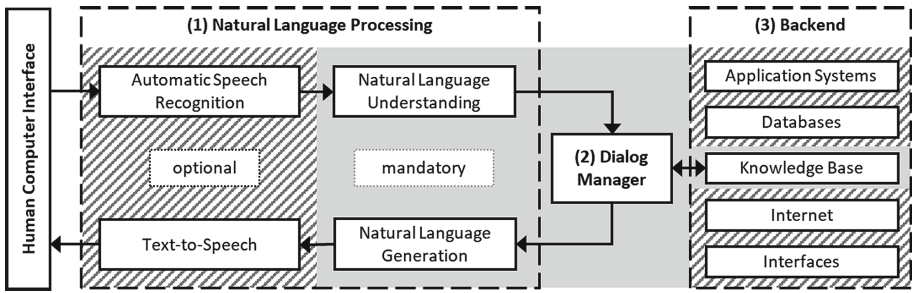 Human Computer Interface
(1) Natural Language Processing
Automatic Speech
Recognition
Natural Language
Understanding
optional
mandatory
Text-to-Speech
Natural Language
Generation
(2) Dialog
Manager
(3) Backend
Application Systems
Databases
Knowledge Base
Internet
Interfaces